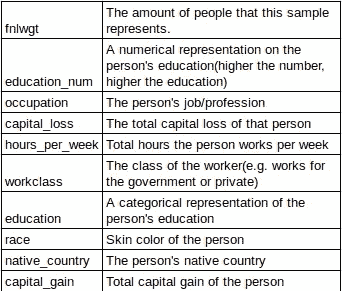 fnlwgt The amount of people that this sample
represents.
education_num A numerical representation on the
person's education(higher the number,
higher the education)
occupation The person's job/profession
capital_loss The total capital loss of that person
hours_per_week Total hours the person works per week
workclass The class of the worker(e.g. works for
the government or private)
education A categorical representation of the
person's education
race Skin color of the person
native_country The person's native country
capital_gain Total capital gain of the person